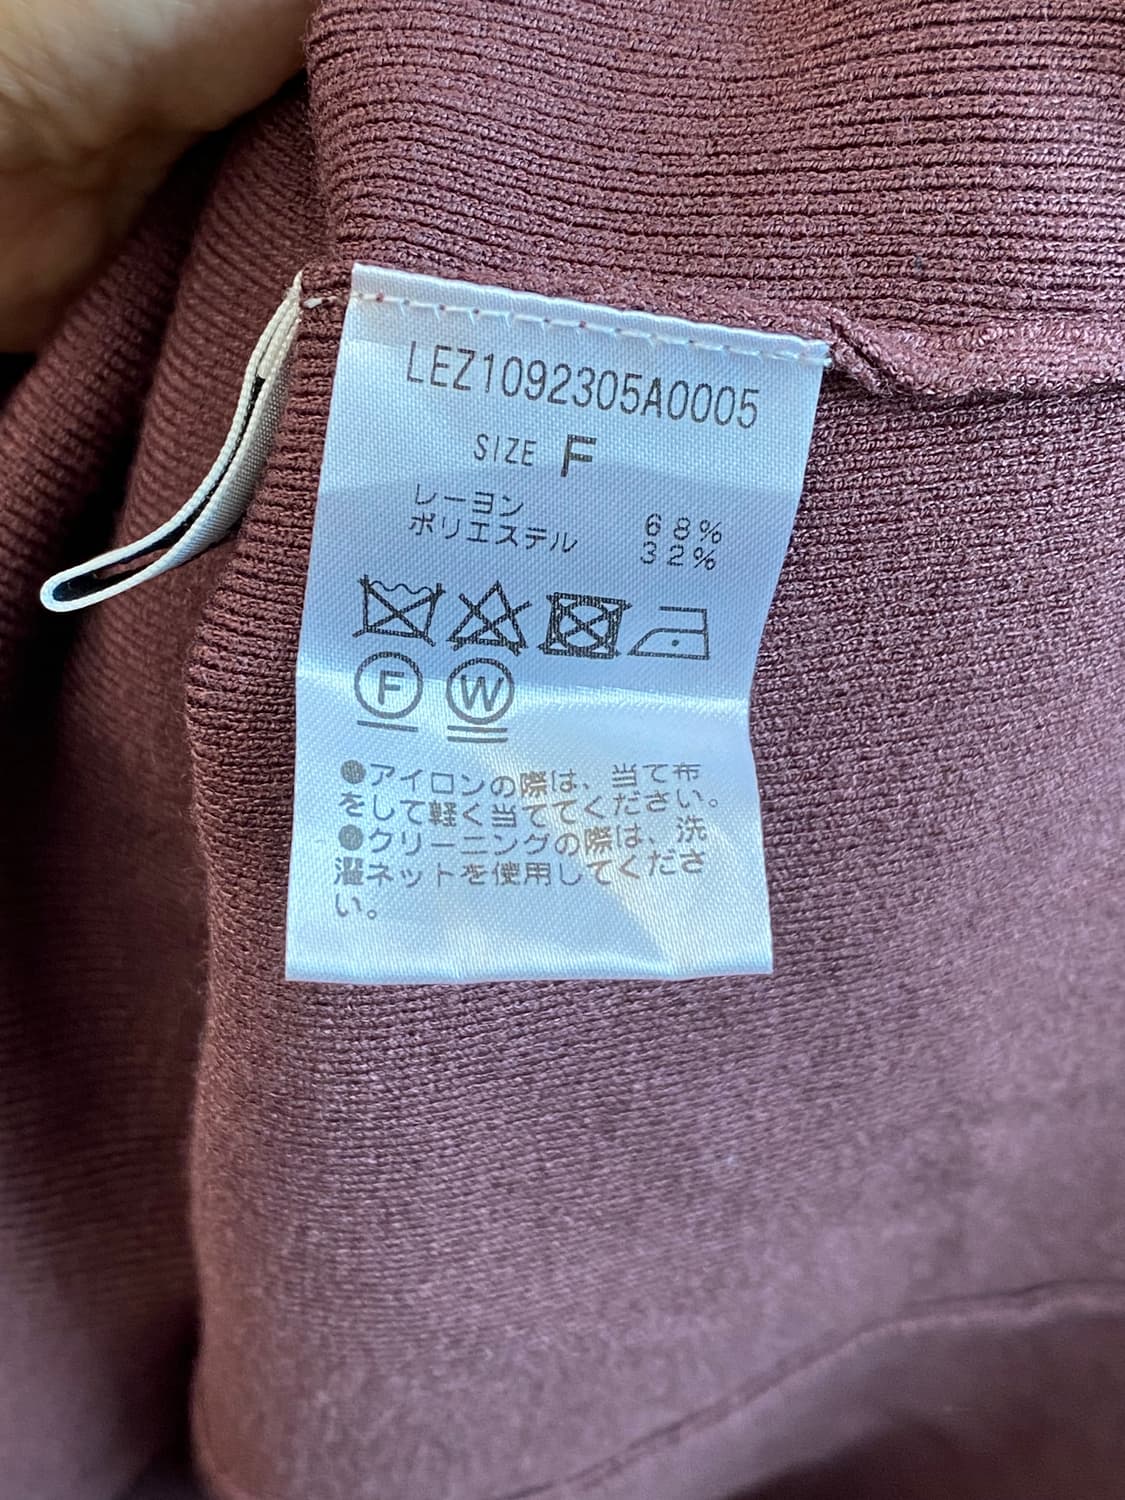 LEZ1092305A0005
SIZE F
レーヨン 68%
ポリエステル 32%
F W
●アイロンの際は、当て布
をして軽く当ててください。
●クリーニングの際は、洗
濯ネットを使用してくださ
い。